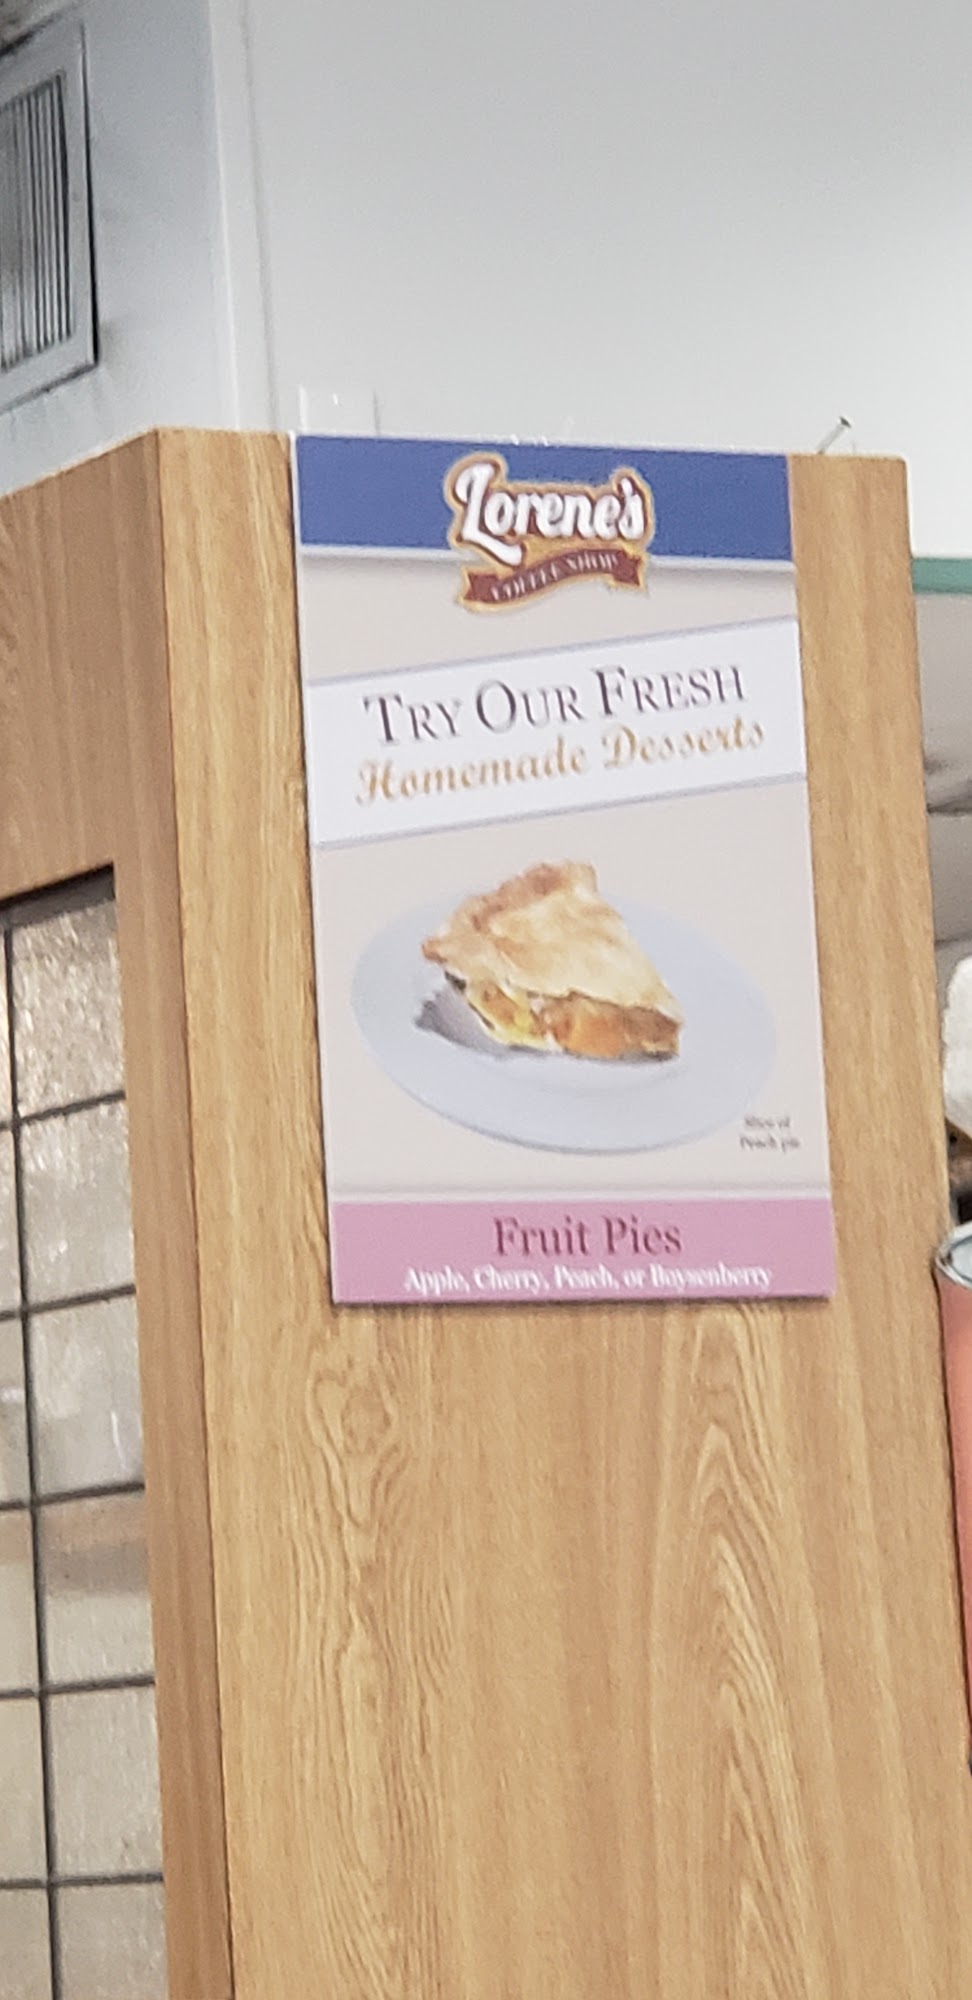 Lorene's
COFFEE SHOP
TRY OUR FRESH
Homemade Desserts
Slice of
Peach pie
Fruit Pies
Apple, Cherry, Peach, or Boysenberry